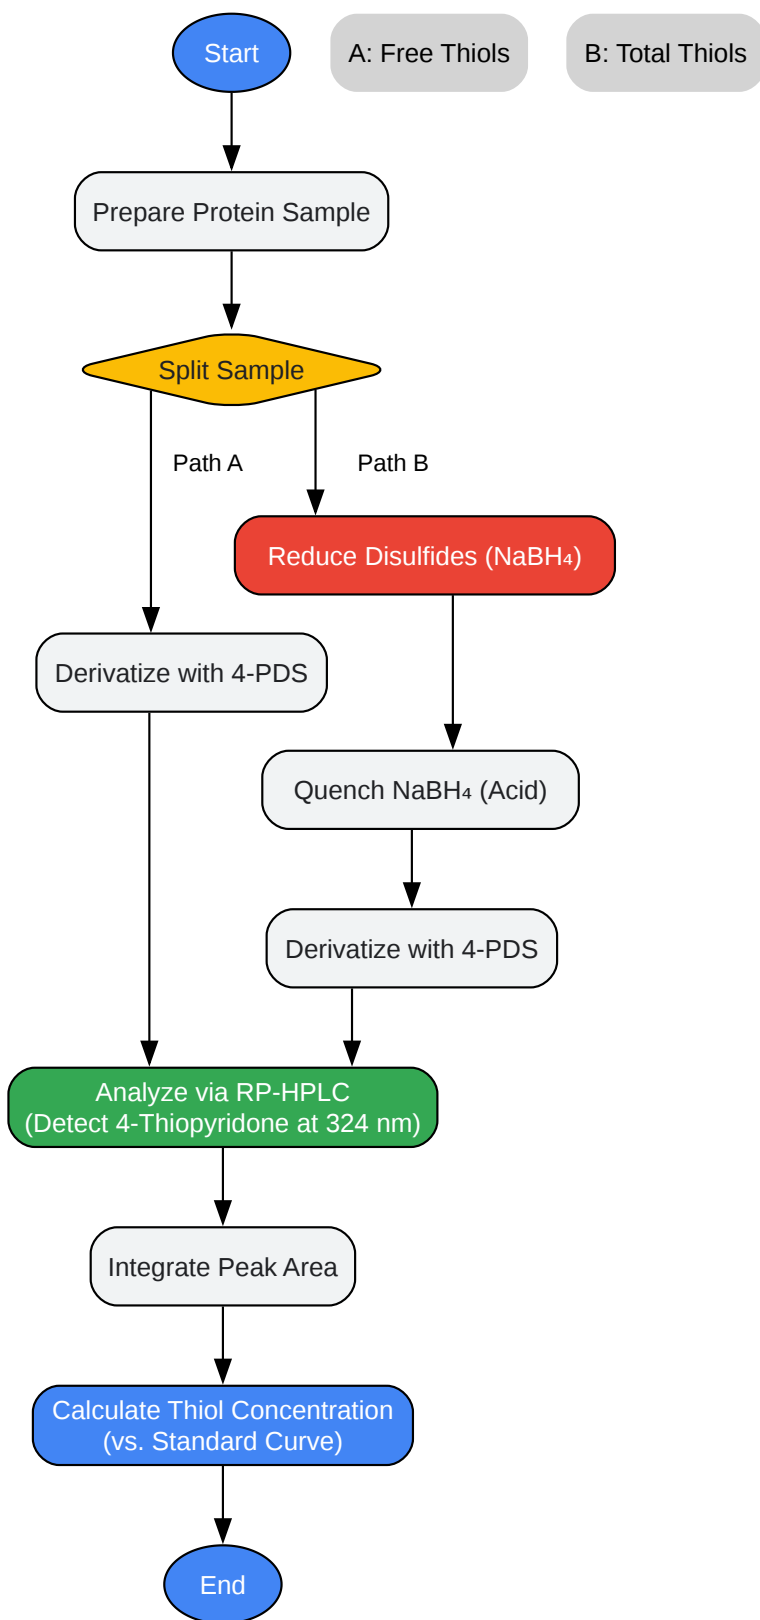 Start
A: Free Thiols
B: Total Thiols
Prepare Protein Sample
Split Sample
Path A
Path B
Reduce Disulfides (NaBH₄)
Derivatize with 4-PDS
Quench NaBH₄ (Acid)
Derivatize with 4-PDS
Analyze via RP-HPLC
(Detect 4-Thiopyridone at 324 nm)
Integrate Peak Area
Calculate Thiol Concentration
(vs. Standard Curve)
End